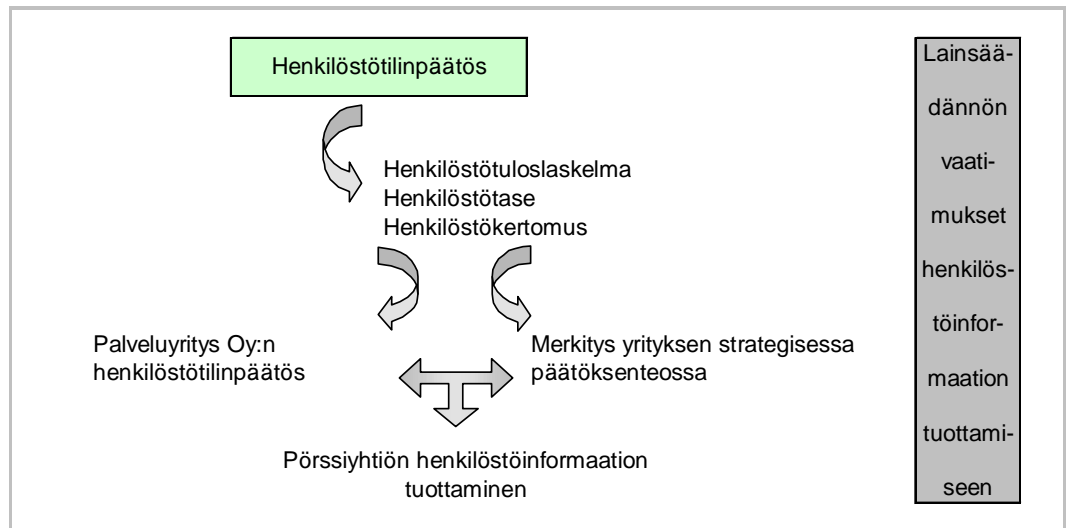 Henkilöstötilinpäätös
Henkilöstötuloslaskelma
Henkilöstötase
Henkilöstökertomus
Palveluyritys Oy:n
henkilöstötilinpäätös
Merkitys yrityksen strategisessa
päätöksenteossa
Pörssiyhtiön henkilöstöinformaation
tuottaminen
Lainsää-
dännön
vaati-
mukset
henkilös-
töinfor-
maation
tuottami-
seen